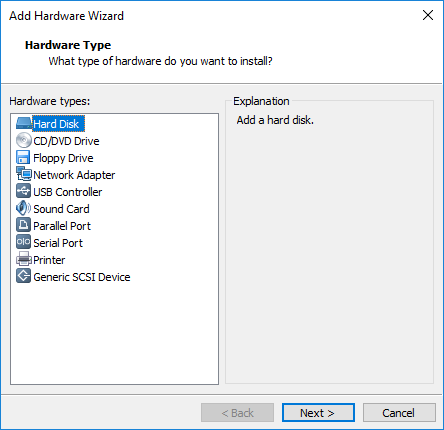 Add Hardware Wizard
Hardware Type
What type of hardware do you want to install?
Hardware types:
Hard Disk
CD/DVD Drive
Floppy Drive
Network Adapter
USB Controller
Sound Card
Parallel Port
Serial Port
Printer
Generic SCSI Device
Explanation
Add a hard disk.
< Back
Next >
Cancel